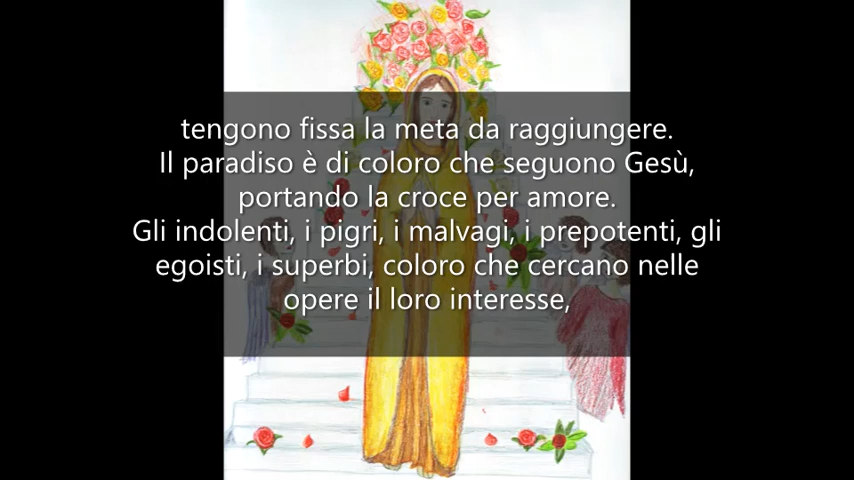 tengono fissa la meta da raggiungere.
Il paradiso è di coloro che seguono Gesù,
portando la croce per amore.
Gli indolenti, i pigri, i malvagi, i prepotenti, gli
egoisti, i superbi, coloro che cercano nelle
opere il loro interesse,